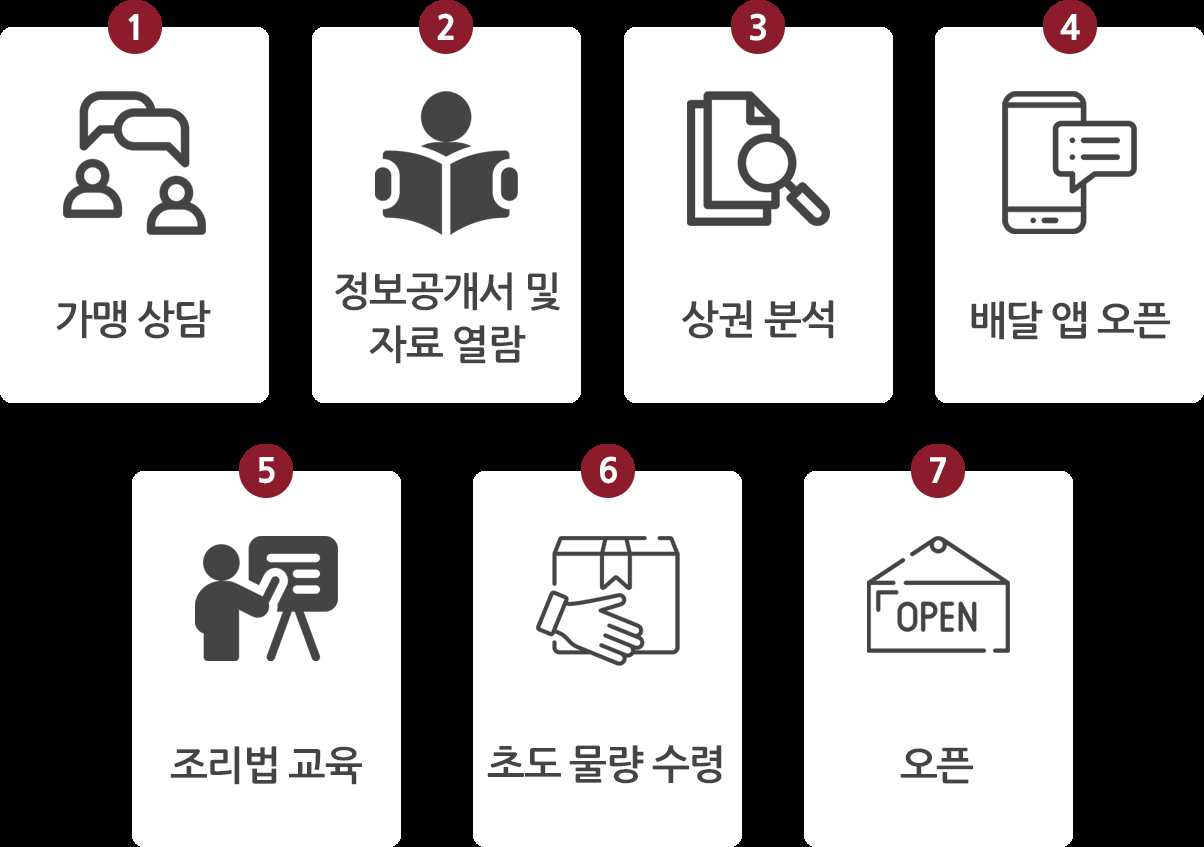 1
가맹 상담
2
정보공개서 및
자료 열람
3
상권 분석
4
배달 앱 오픈
5
조리법 교육
6
초도 물량 수령
7
OPEN
오픈